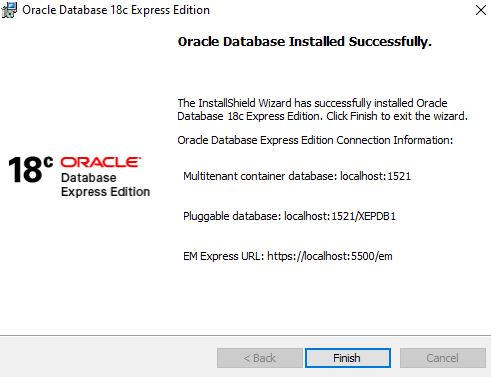 Oracle Database 18c Express Edition
Oracle Database Installed Successfully.
The InstallShield Wizard has successfully installed Oracle
Database 18c Express Edition. Click Finish to exit the wizard.
Oracle Database Express Edition Connection Information:
18c ORACLE
Database
Express Edition
Multitenant container database: localhost:1521
Pluggable database: localhost:1521/XEPDB1
EM Express URL: https://localhost:5500/em
< Back Finish Cancel